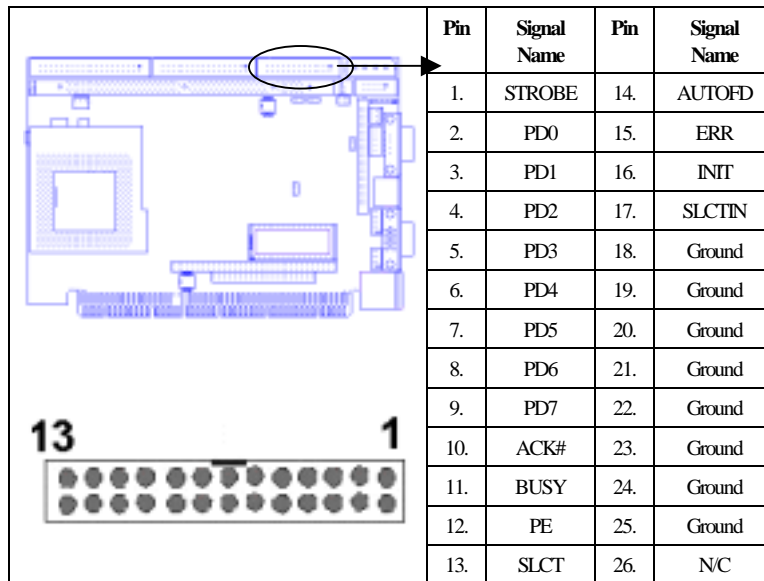 Pin Signal Name Pin Signal Name
1. STROBE 14. AUTOFD
2. PD0 15. ERR
3. PD1 16. INIT
4. PD2 17. SLCTIN
5. PD3 18. Ground
6. PD4 19. Ground
7. PD5 20. Ground
8. PD6 21. Ground
9. PD7 22. Ground
10. ACK# 23. Ground
11. BUSY 24. Ground
12. PE 25. Ground
13. SLCT 26. N/C
13 1